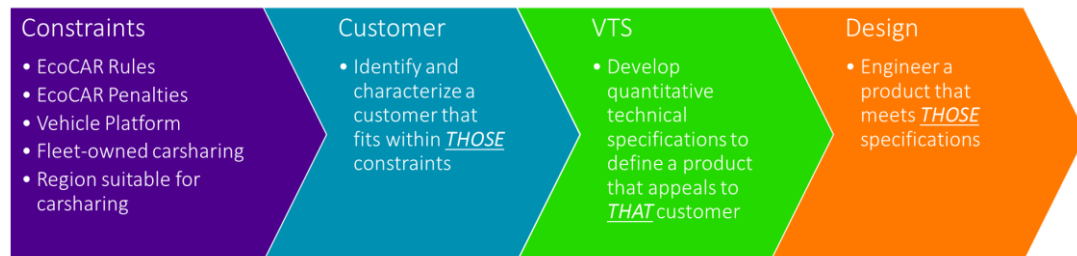 Constraints
• EcoCAR Rules
• EcoCAR Penalties
• Vehicle Platform
• Fleet-owned carsharing
• Region suitable for
carsharing
Customer
• Identify and
characterize a
customer that
fits within THOSE
constraints
VTS
• Develop
quantitative
technical
specifications to
define a product
that appeals to
THAT customer
Design
• Engineer a
product that
meets THOSE
specifications